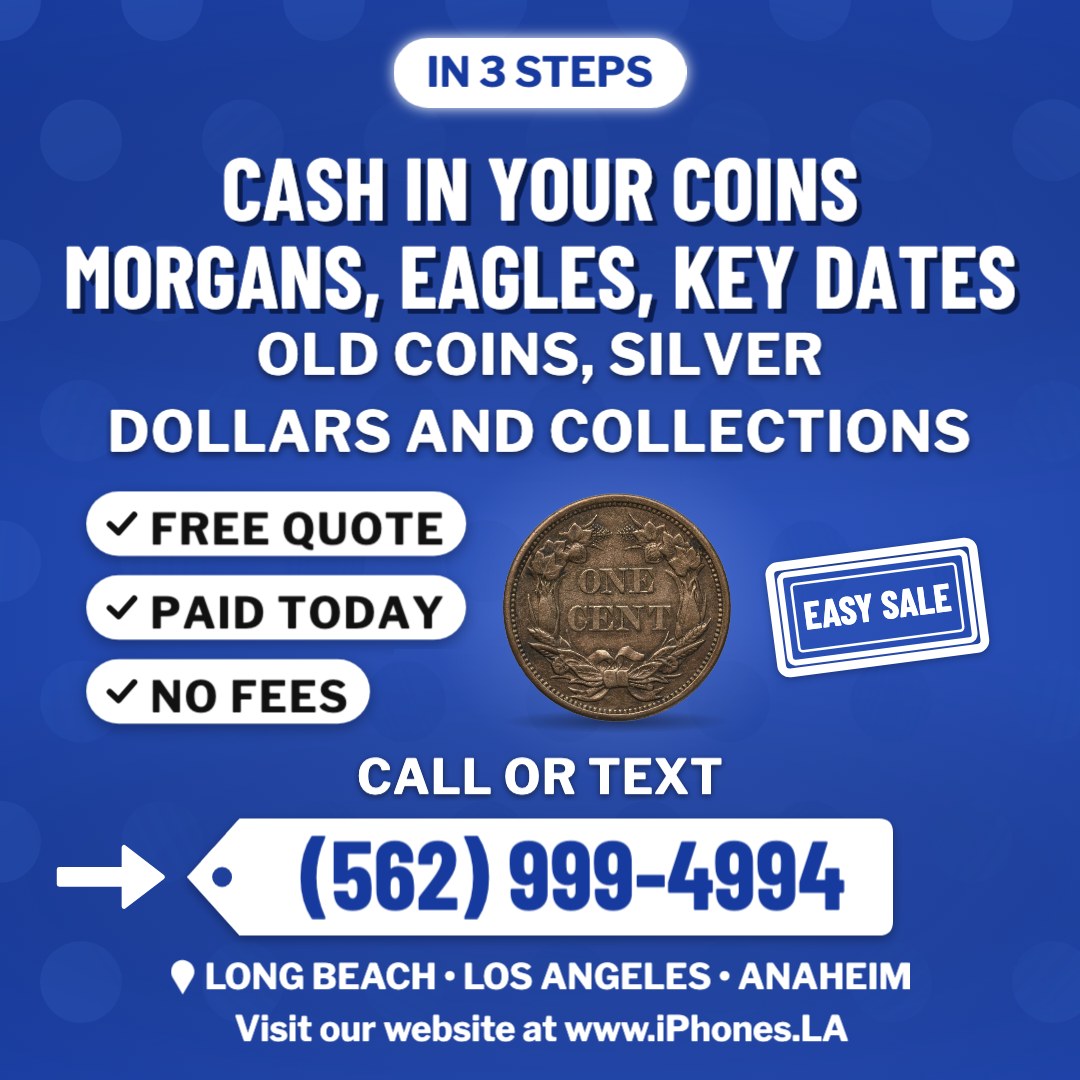 IN 3 STEPS
CASH IN YOUR COINS
MORGANS, EAGLES, KEY DATES
OLD COINS, SILVER
DOLLARS AND COLLECTIONS
FREE QUOTE
PAID TODAY
NO FEES
ONE
CENT
EASY SALE
CALL OR TEXT
(562) 999-4994
LONG BEACH • LOS ANGELES • ANAHEIM
Visit our website at www.iPhones.LA